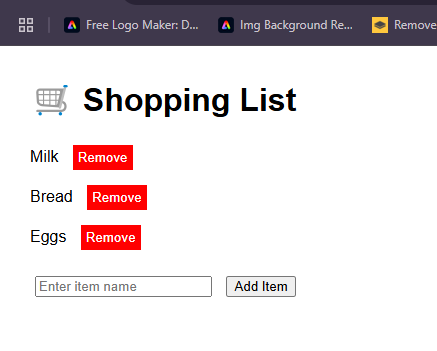 Free Logo Maker: D... Img Background Re... Remove
Shopping List
Milk Remove
Bread Remove
Eggs Remove
Enter item name Add Item